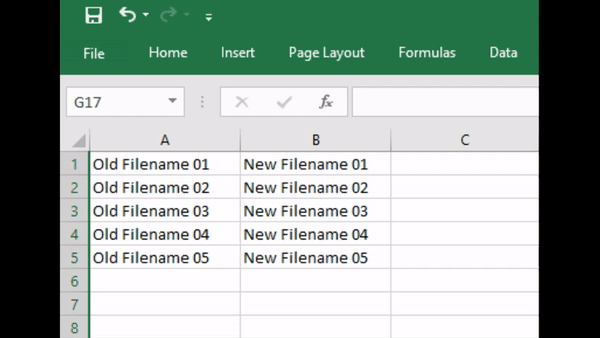 File Home Insert Page Layout Formulas Data
G17 fx
A B C
1 Old Filename 01 New Filename 01
2 Old Filename 02 New Filename 02
3 Old Filename 03 New Filename 03
4 Old Filename 04 New Filename 04
5 Old Filename 05 New Filename 05
6
7
8